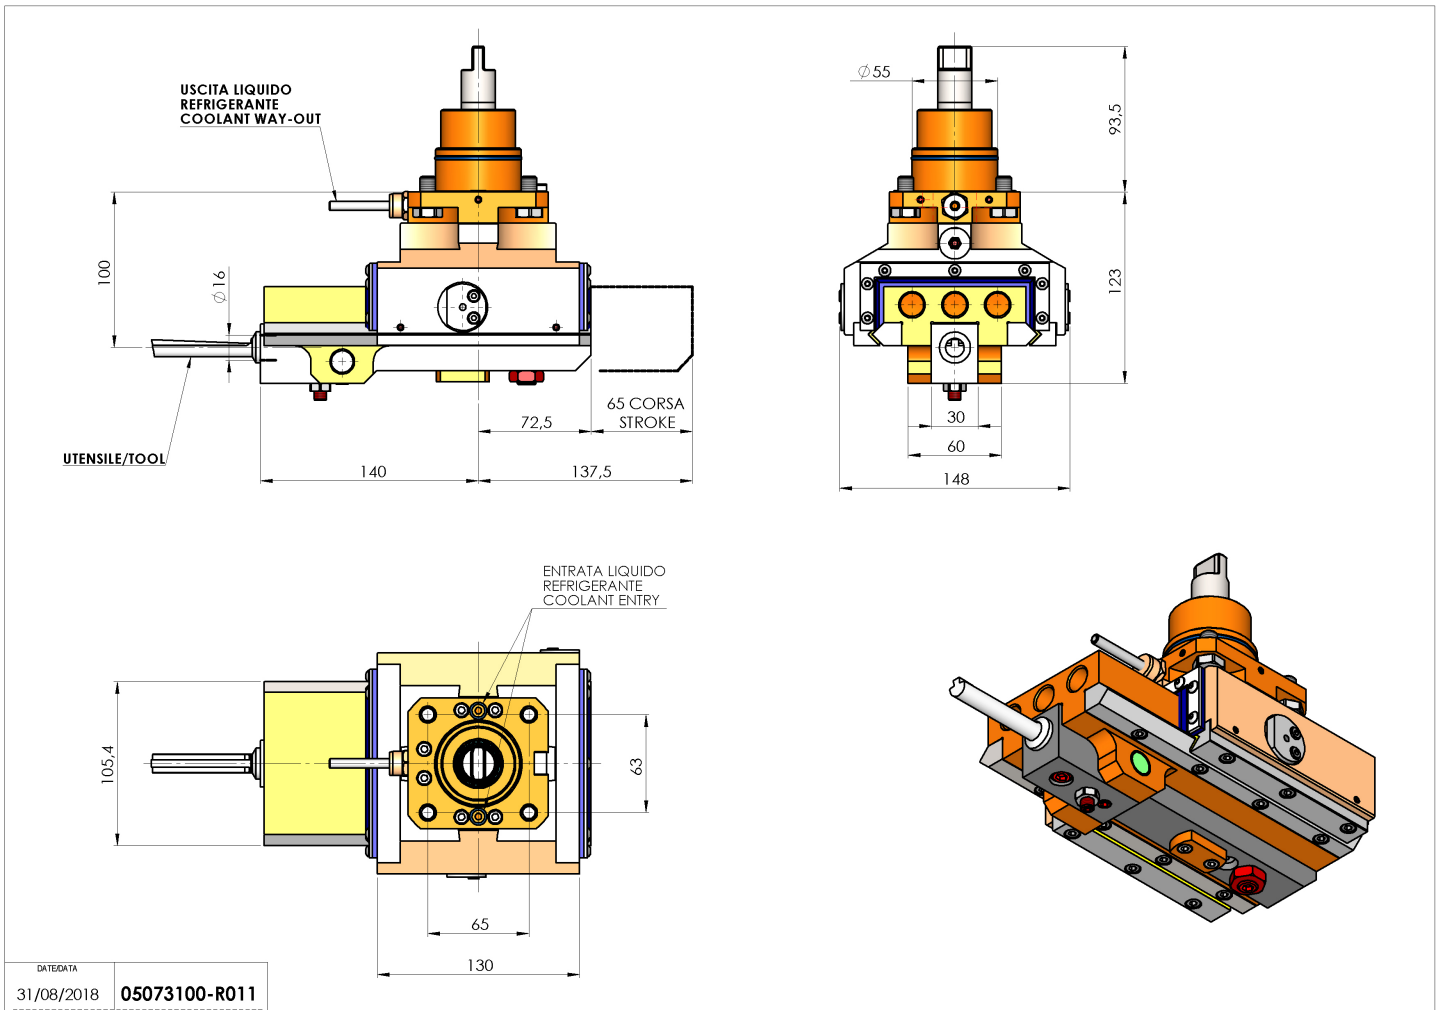 USCITA LIQUIDO
REFRIGERANTE
COOLANT WAY-OUT
100
Ø16
UTENSILE/TOOL
65 CORSA
STROKE
72,5
140
137,5
Ø55
93,5
123
30
60
148
ENTRATA LIQUIDO
REFRIGERANTE
COOLANT ENTRY
105,4
63
65
130
DATE/DATA
31/08/2018
05073100-R011